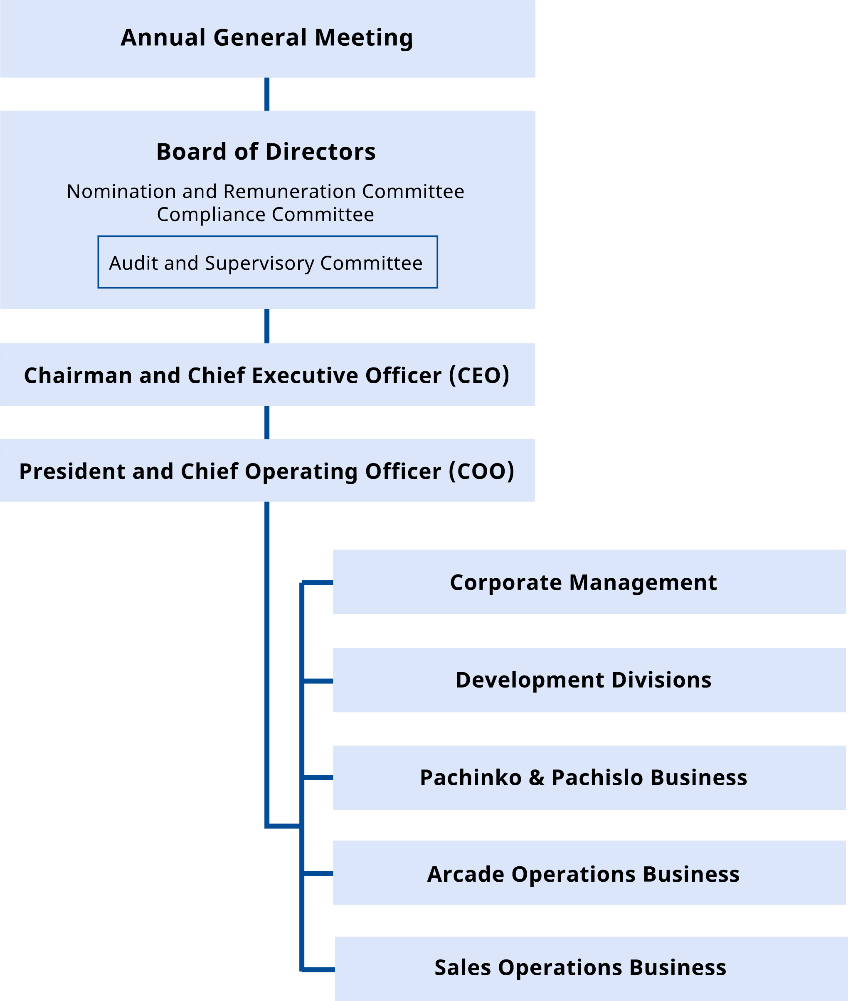 Annual General Meeting
Board of Directors
Nomination and Remuneration Committee
Compliance Committee
Audit and Supervisory Committee
Chairman and Chief Executive Officer (CEO)
President and Chief Operating Officer (COO)
Corporate Management
Development Divisions
Pachinko & Pachislo Business
Arcade Operations Business
Sales Operations Business